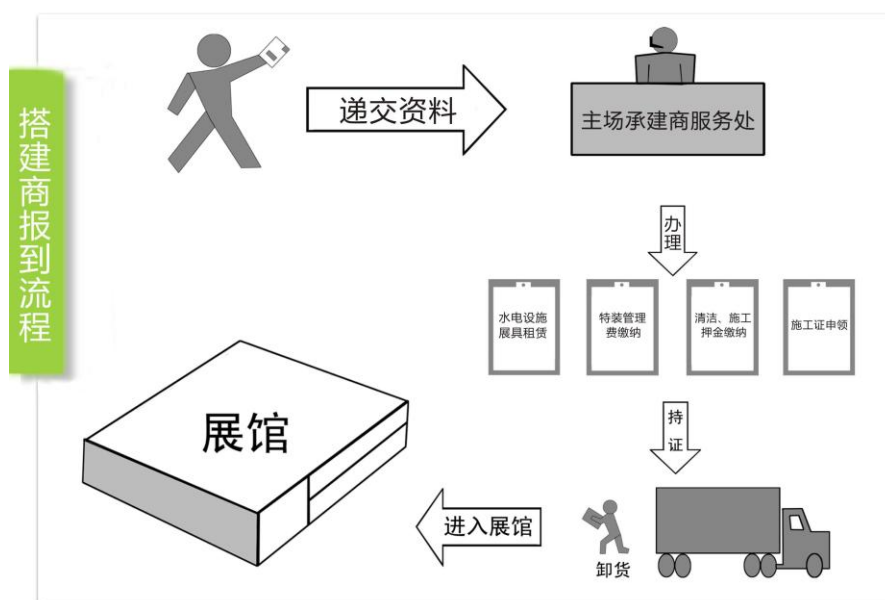 搭建商报到流程
递交资料
主场承建商服务处
办
理
水电设施
展具租赁
特装管理
费缴纳
清洁、施工
押金缴纳
施工证申领
持
证
卸货
进入展馆
展馆